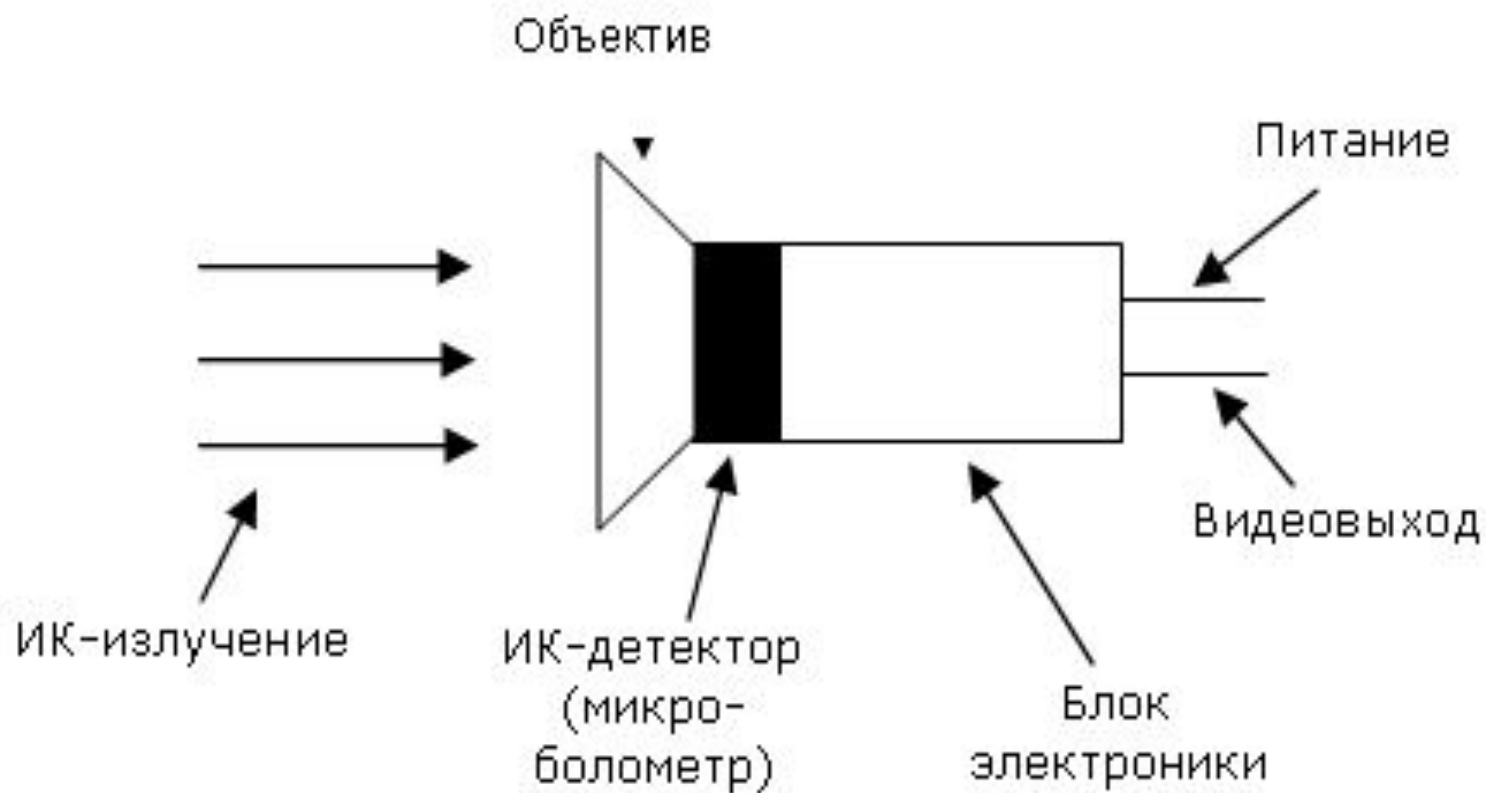 Объектив
Питание
Видеовыход
ИК-излучение
ИК-детектор
(микро-
болометр)
Блок
электроники